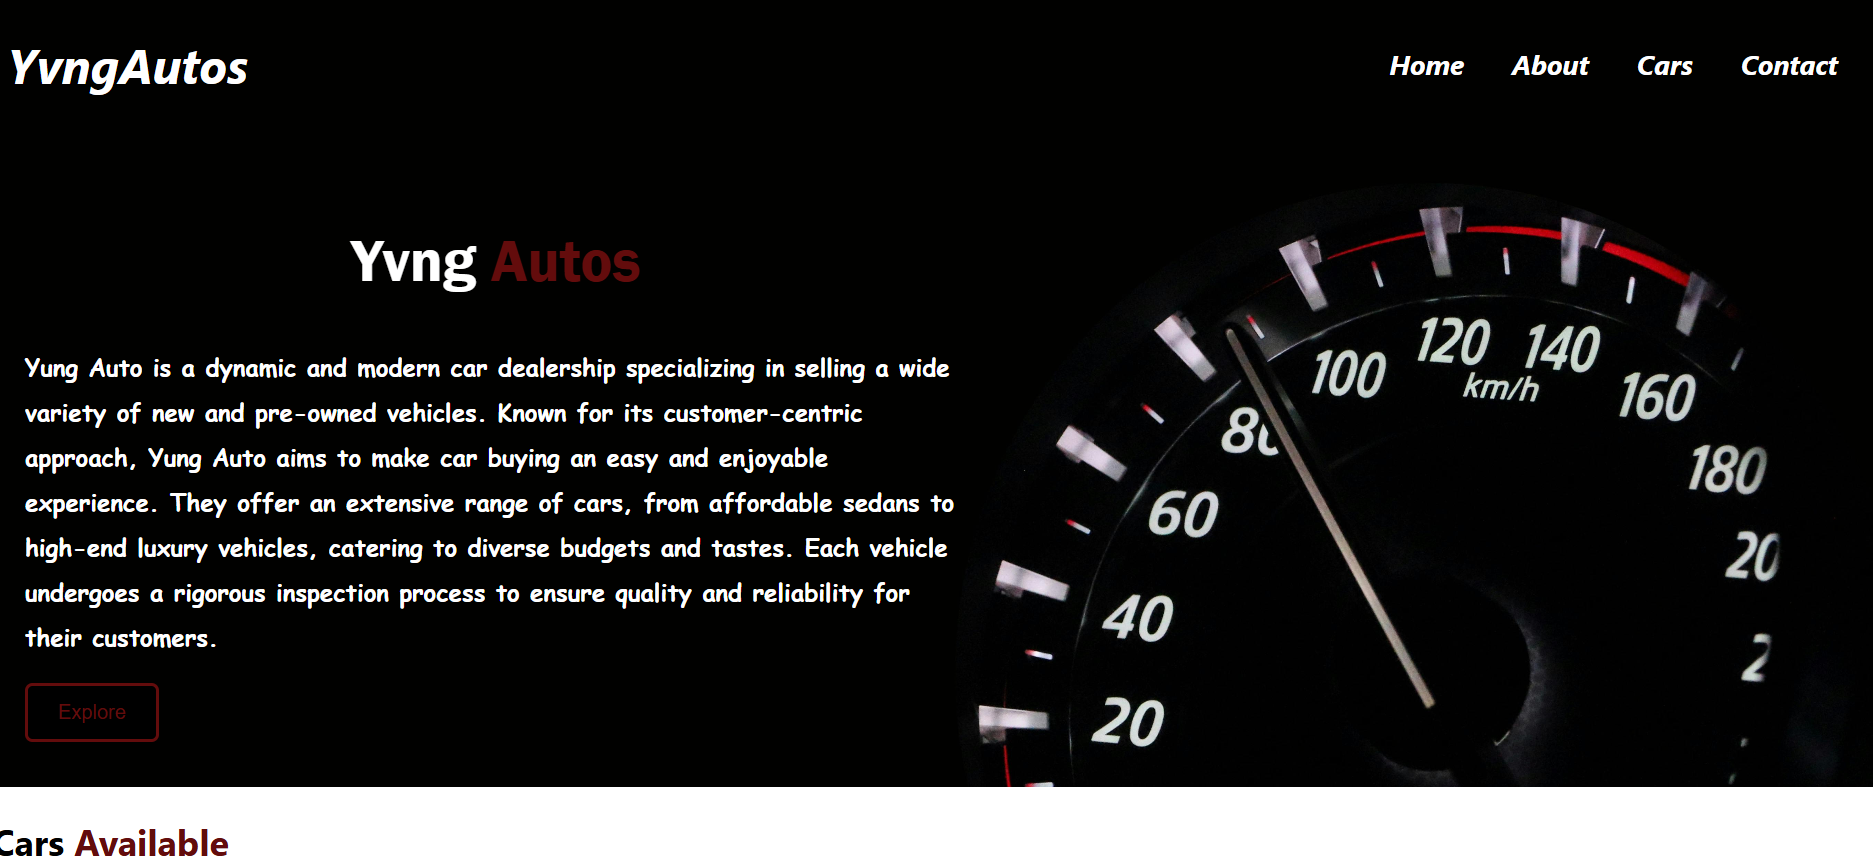 YvngAutos
Home About Cars Contact
Yvng Autos
Yung Auto is a dynamic and modern car dealership specializing in selling a wide
variety of new and pre-owned vehicles. Known for its customer-centric
approach, Yung Auto aims to make car buying an easy and enjoyable
experience. They offer an extensive range of cars, from affordable sedans to
high-end luxury vehicles, catering to diverse budgets and tastes. Each vehicle
undergoes a rigorous inspection process to ensure quality and reliability for
their customers.
Explore
20
40
60
80
100
120
140
km/h
160
180
Cars Available